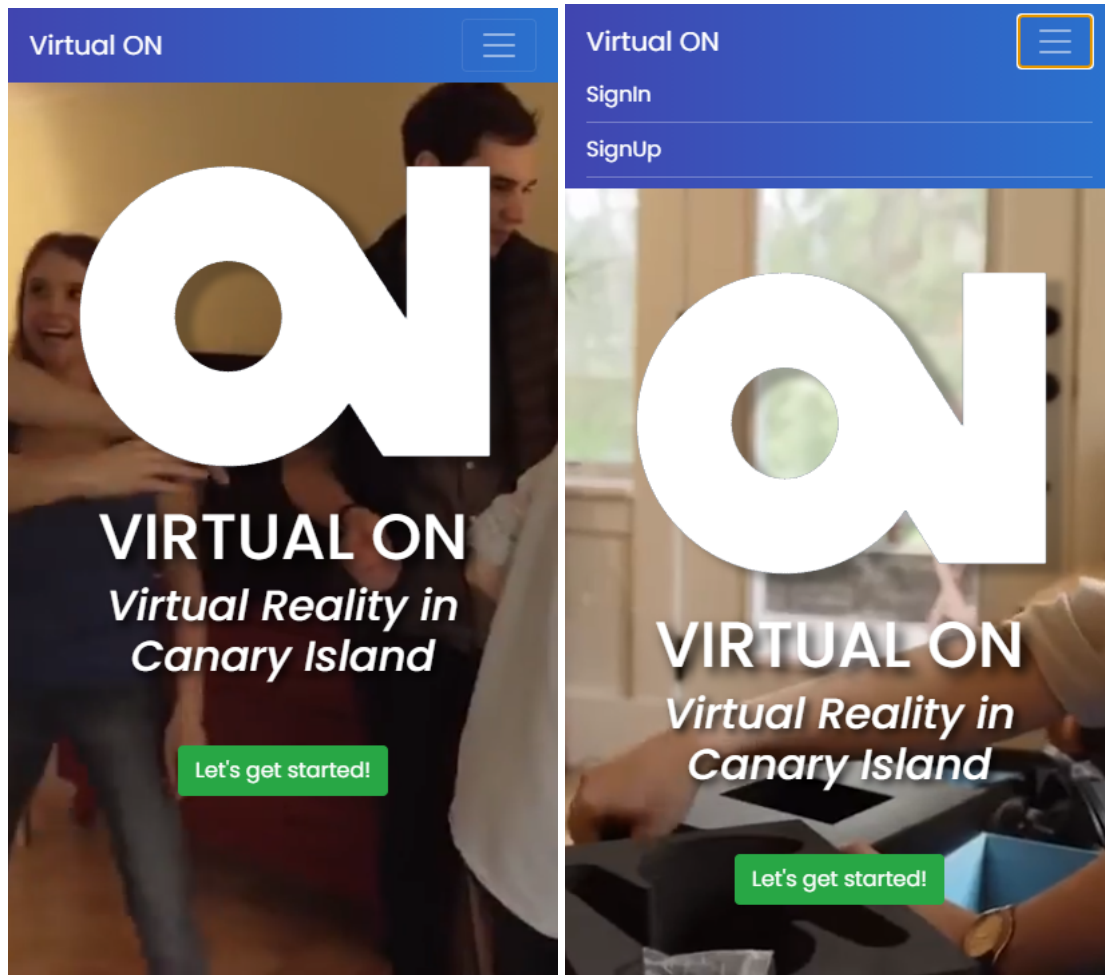 Virtual ON
VIRTUAL ON
Virtual Reality in
Canary Island
Let's get started!
Virtual ON
SignIn
SignUp
VIRTUAL ON
Virtual Reality in
Canary Island
Let's get started!